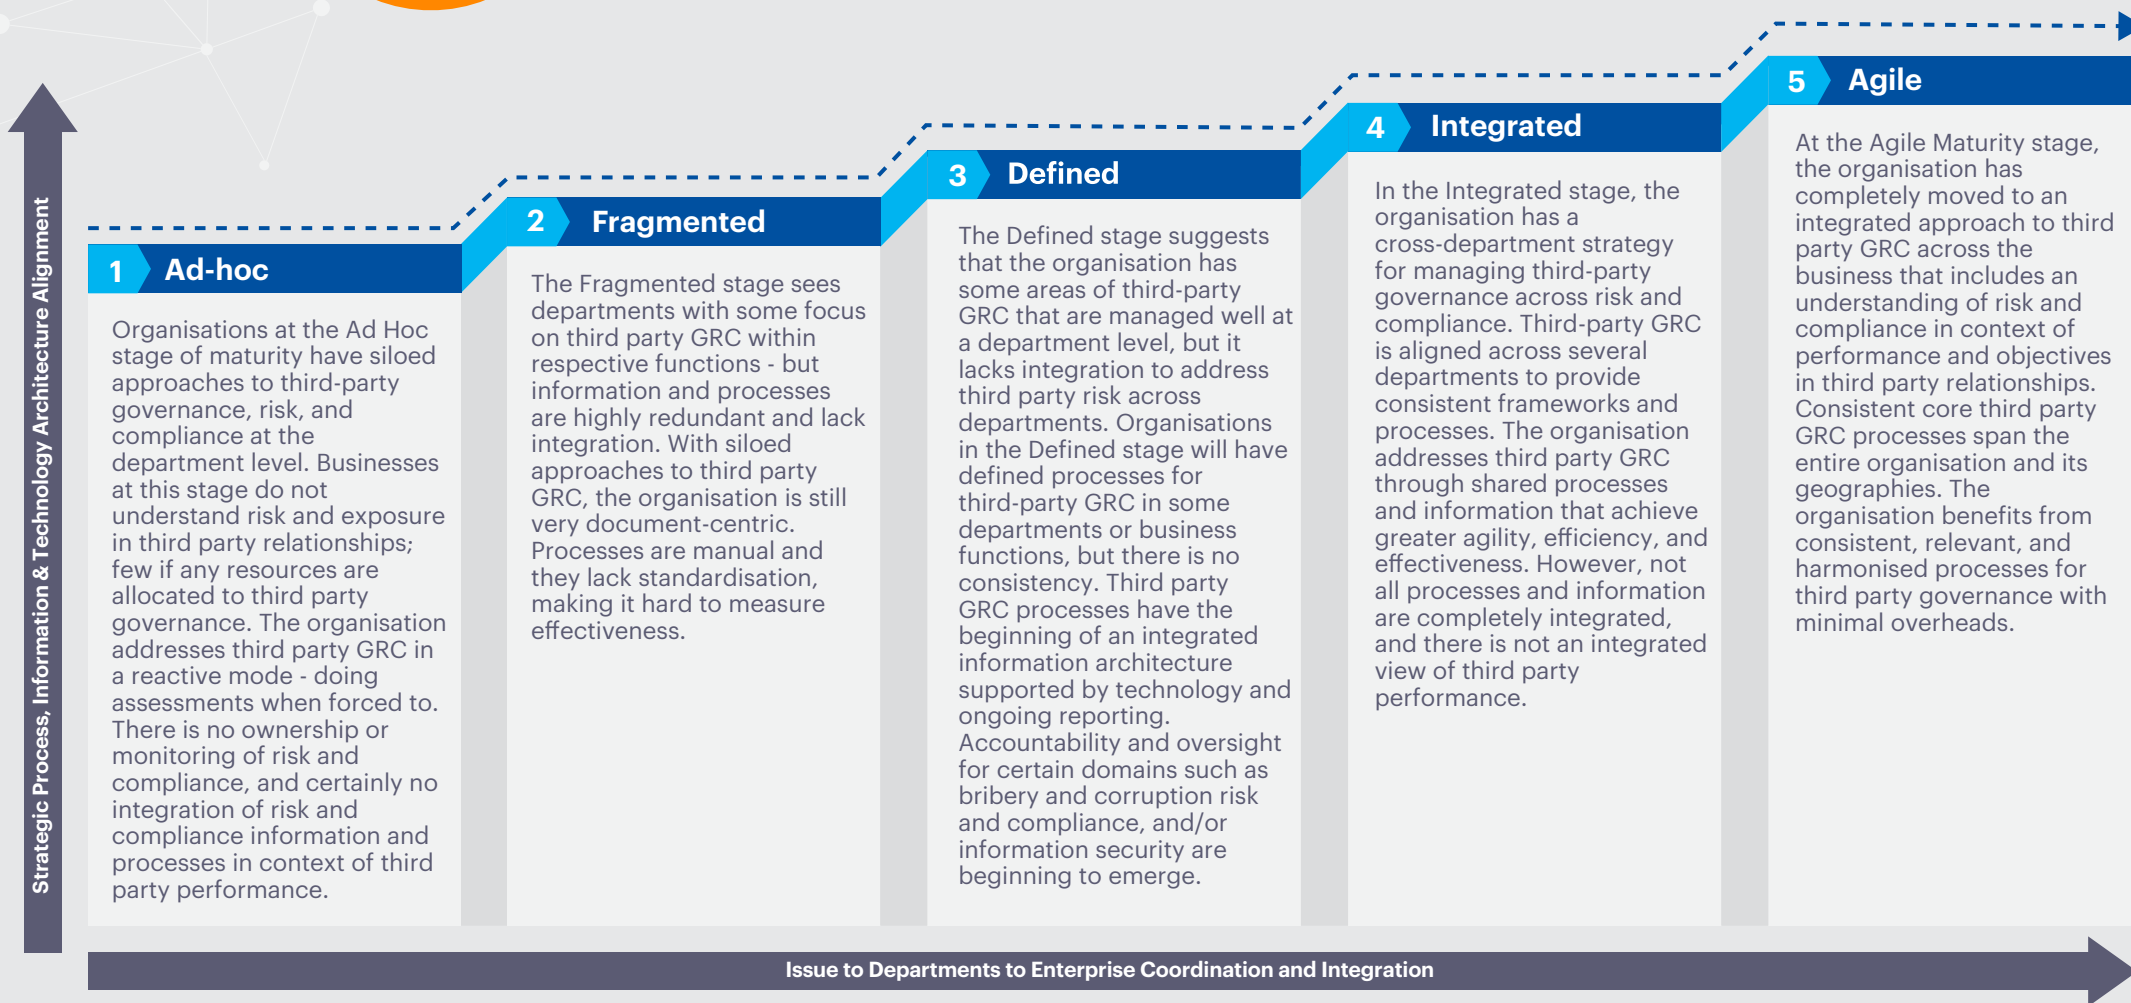 Strategic Process, Information & Technology Architecture Alignment
1
Ad-hoc
Organisations at the Ad Hoc
stage of maturity have siloed
approaches to third-party
governance, risk, and
compliance at the
department level. Businesses
at this stage do not
understand risk and exposure
in third party relationships;
few if any resources are
allocated to third party
governance. The organisation
addresses third party GRC in
a reactive mode - doing
assessments when forced to.
There is no ownership or
monitoring of risk and
compliance, and certainly no
integration of risk and
compliance information and
processes in context of third
party performance.
2
Fragmented
The Fragmented stage sees
departments with some focus
on third party GRC within
respective functions - but
information and processes
are highly redundant and lack
integration. With siloed
approaches to third party
GRC, the organisation is still
very document-centric.
Processes are manual and
they lack standardisation,
making it hard to measure
effectiveness.
3
Defined
The Defined stage suggests
that the organisation has
some areas of third-party
GRC that are managed well at
a department level, but it
lacks integration to address
third party risk across
departments. Organisations
in the Defined stage will have
defined processes for
third-party GRC in some
departments or business
functions, but there is no
consistency. Third party
GRC processes have the
beginning of an integrated
information architecture
supported by technology and
ongoing reporting.
Accountability and oversight
for certain domains such as
bribery and corruption risk
and compliance, and/or
information security are
beginning to emerge.
4
Integrated
In the Integrated stage, the
organisation has a
cross-department strategy
for managing third-party
governance across risk and
compliance. Third-party GRC
is aligned across several
departments to provide
consistent frameworks and
processes. The organisation
addresses third party GRC
through shared processes
and information that achieve
greater agility, efficiency, and
effectiveness. However, not
all processes and information
are completely integrated,
and there is not an integrated
view of third party
performance.
5
Agile
At the Agile Maturity stage,
the organisation has
completely moved to an
integrated approach to third
party GRC across the
business that includes an
understanding of risk and
compliance in context of
performance and objectives
in third party relationships.
Consistent core third party
GRC processes span the
entire organisation and its
geographies. The
organisation benefits from
consistent, relevant, and
harmonised processes for
third party governance with
minimal overheads.
Issue to Departments to Enterprise Coordination and Integration